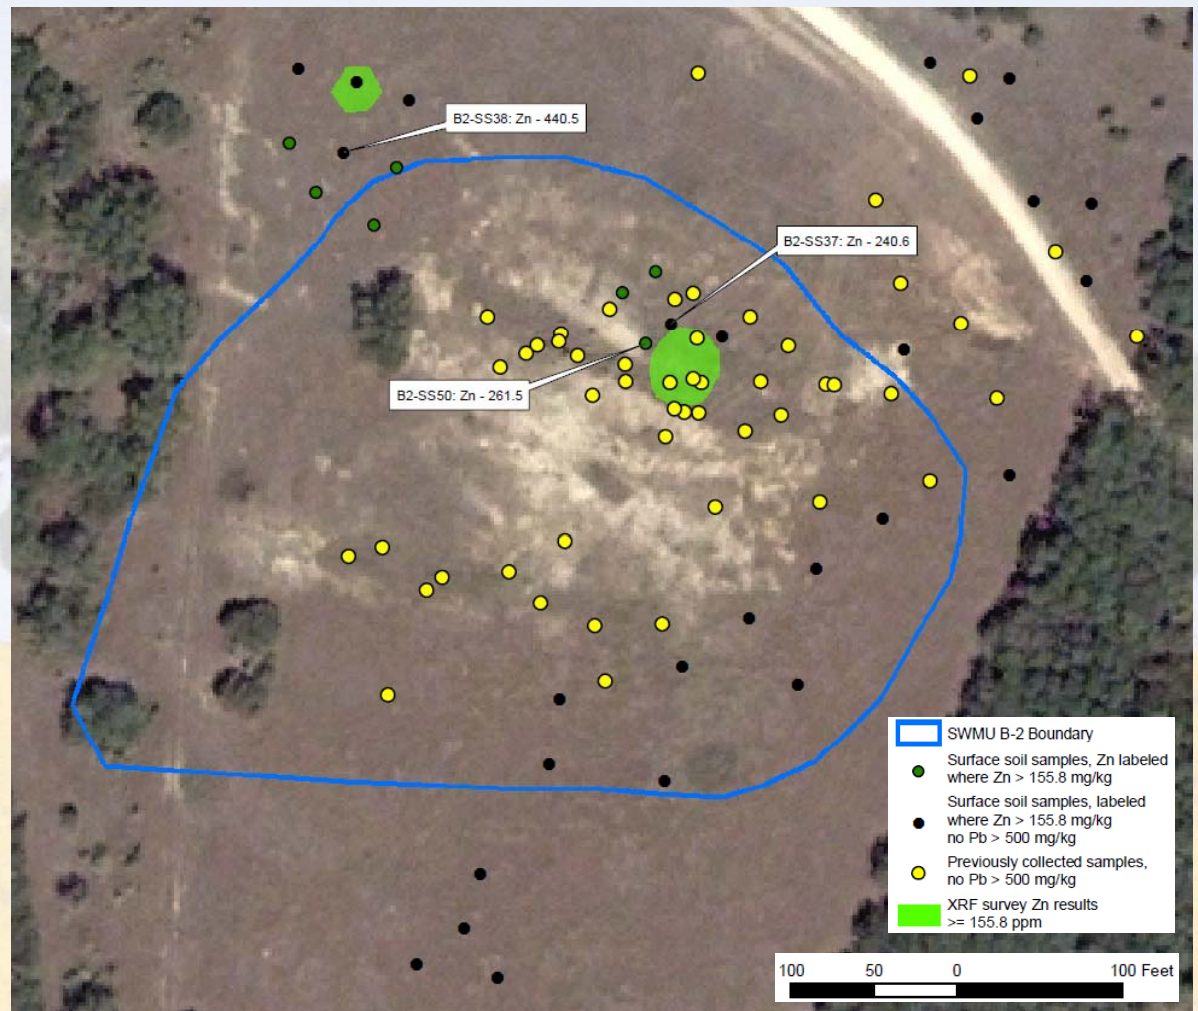 B2-SS38: Zn - 440.5
B2-SS37: Zn - 240.6
B2-SS50: Zn - 261.5
SWMU B-2 Boundary
Surface soil samples, Zn labeled
where Zn > 155.8 mg/kg
Surface soil samples, labeled
where Zn > 155.8 mg/kg
no Pb > 500 mg/kg
Previously collected samples,
no Pb > 500 mg/kg
XRF survey Zn results
>= 155.8 ppm
100 50 0 100 Feet